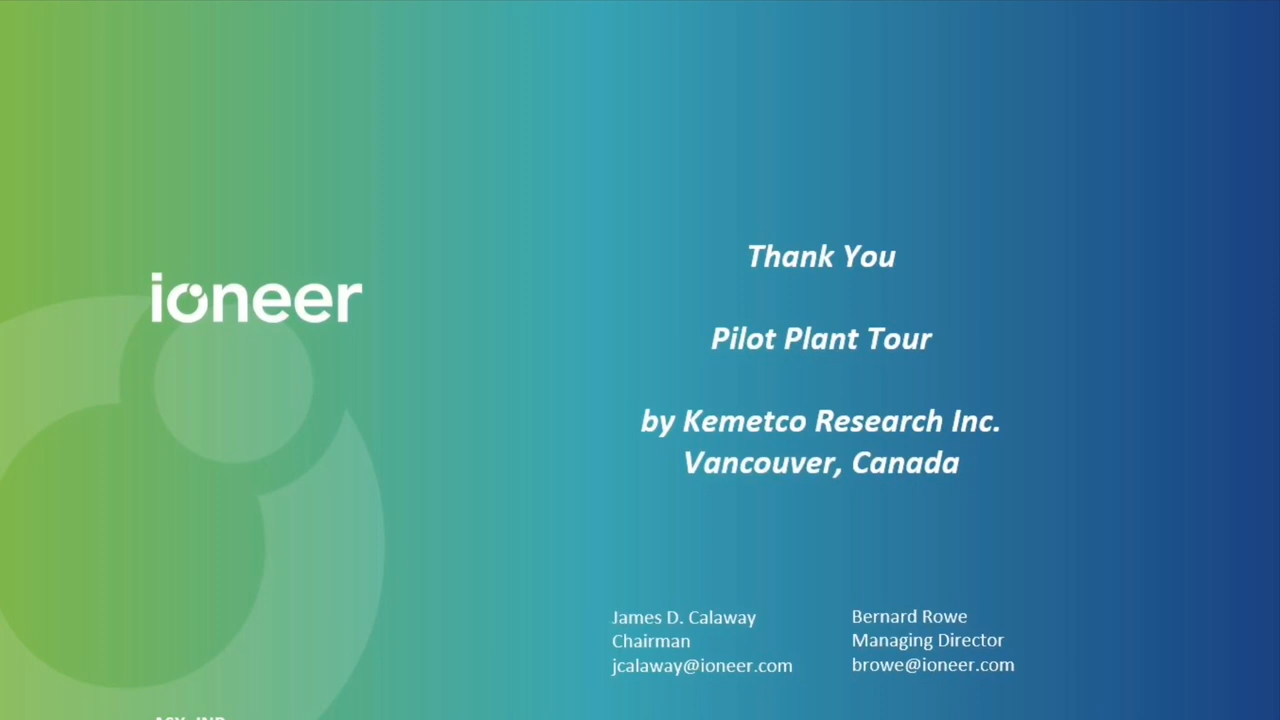 ioneer
Thank You
Pilot Plant Tour
by Kemetco Research Inc.
Vancouver, Canada
James D. Calaway
Chairman
jcalaway@ioneer.com
Bernard Rowe
Managing Director
browe@ioneer.com